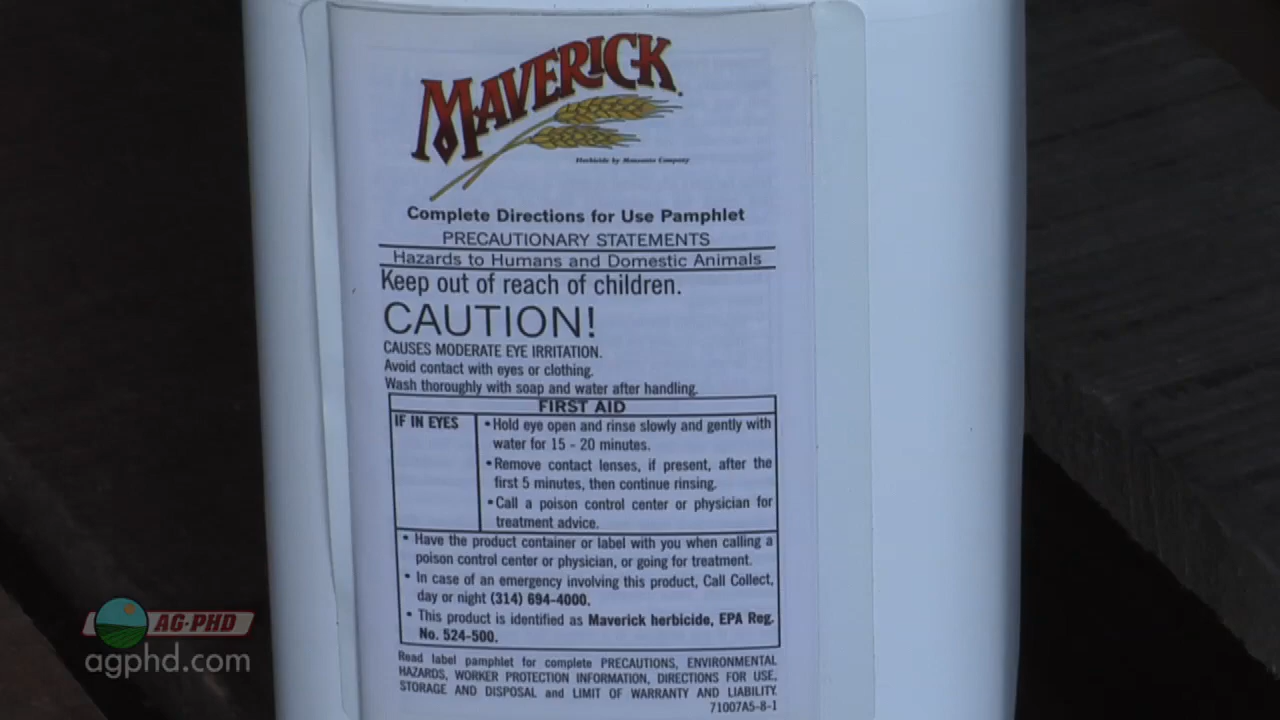 MAVERICK.
Herbicide by Monsanto Company
Complete Directions for Use Pamphlet
PRECAUTIONARY STATEMENTS
Hazards to Humans and Domestic Animals
Keep out of reach of children.
CAUTION!
CAUSES MODERATE EYE IRRITATION.
Avoid contact with eyes or clothing.
Wash thoroughly with soap and water after handling.
FIRST AID
IF IN EYES
• Hold eye open and rinse slowly and gently with
water for 15 - 20 minutes.
• Remove contact lenses, if present, after the
first 5 minutes, then continue rinsing.
• Call a poison control center or physician for
treatment advice.
• Have the product container or label with you when calling a
poison control center or physician, or going for treatment.
• In case of an emergency involving this product, Call Collect,
day or night (314) 694-4000.
• This product is identified as Maverick herbicide, EPA Reg.
No. 524-500.
Read label pamphlet for complete PRECAUTIONS, ENVIRONMENTAL
HAZARDS, WORKER PROTECTION INFORMATION, DIRECTIONS FOR USE,
STORAGE AND DISPOSAL and LIMIT OF WARRANTY AND LIABILITY.
71007A5-8-1
AG·PHD
agphd.com